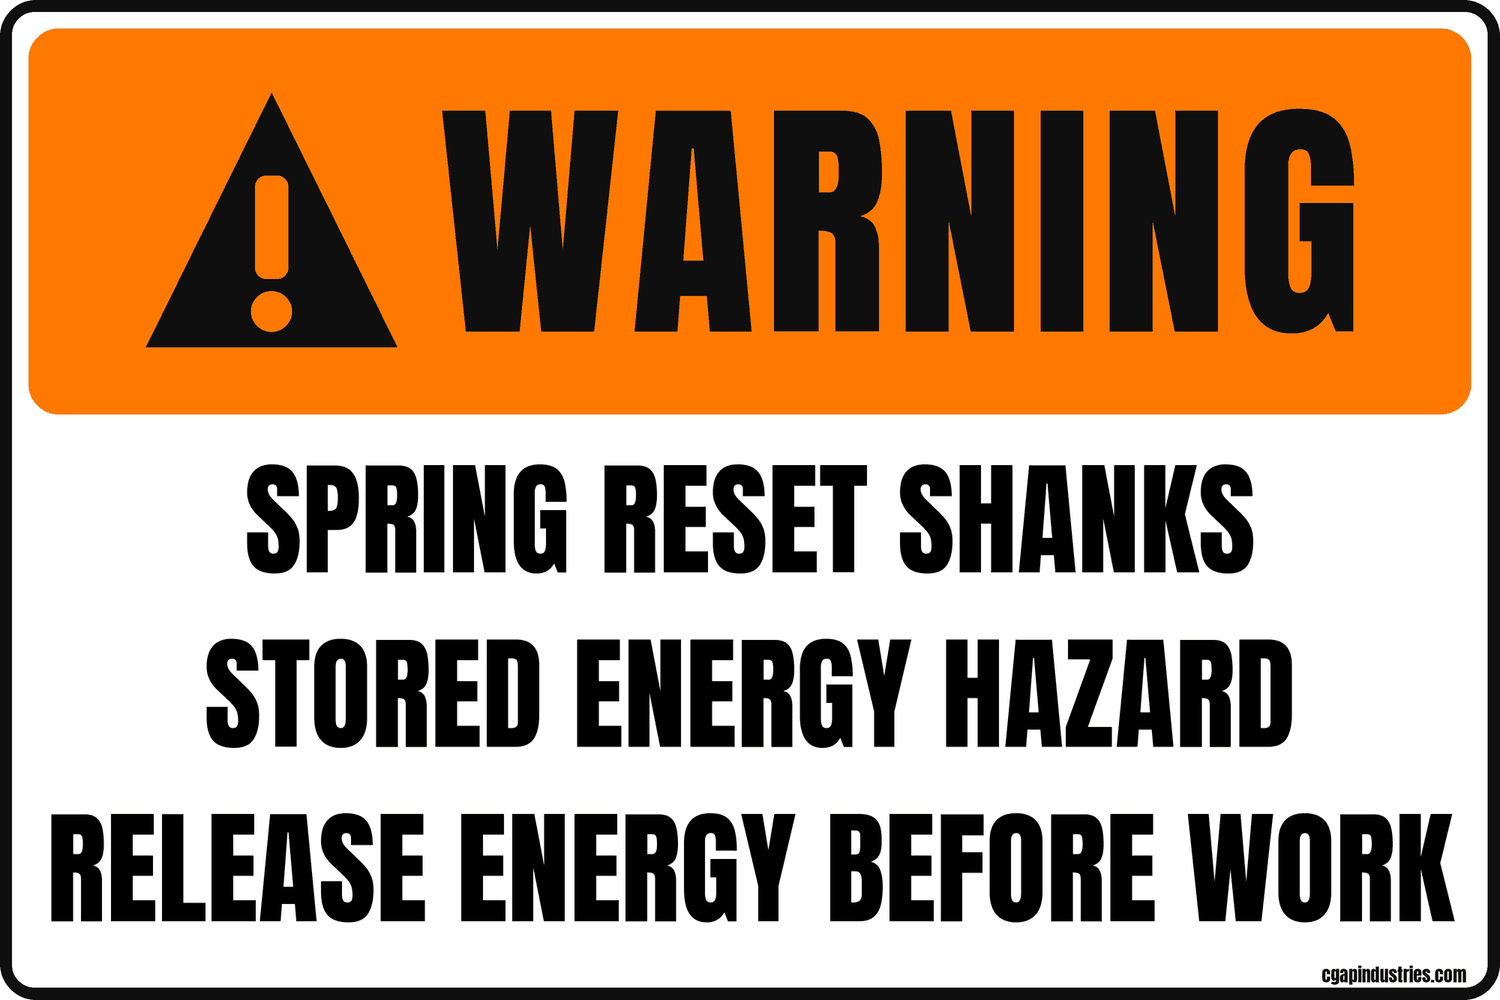 WARNING
SPRING RESET SHANKS
STORED ENERGY HAZARD
RELEASE ENERGY BEFORE WORK
cgapindustries.com